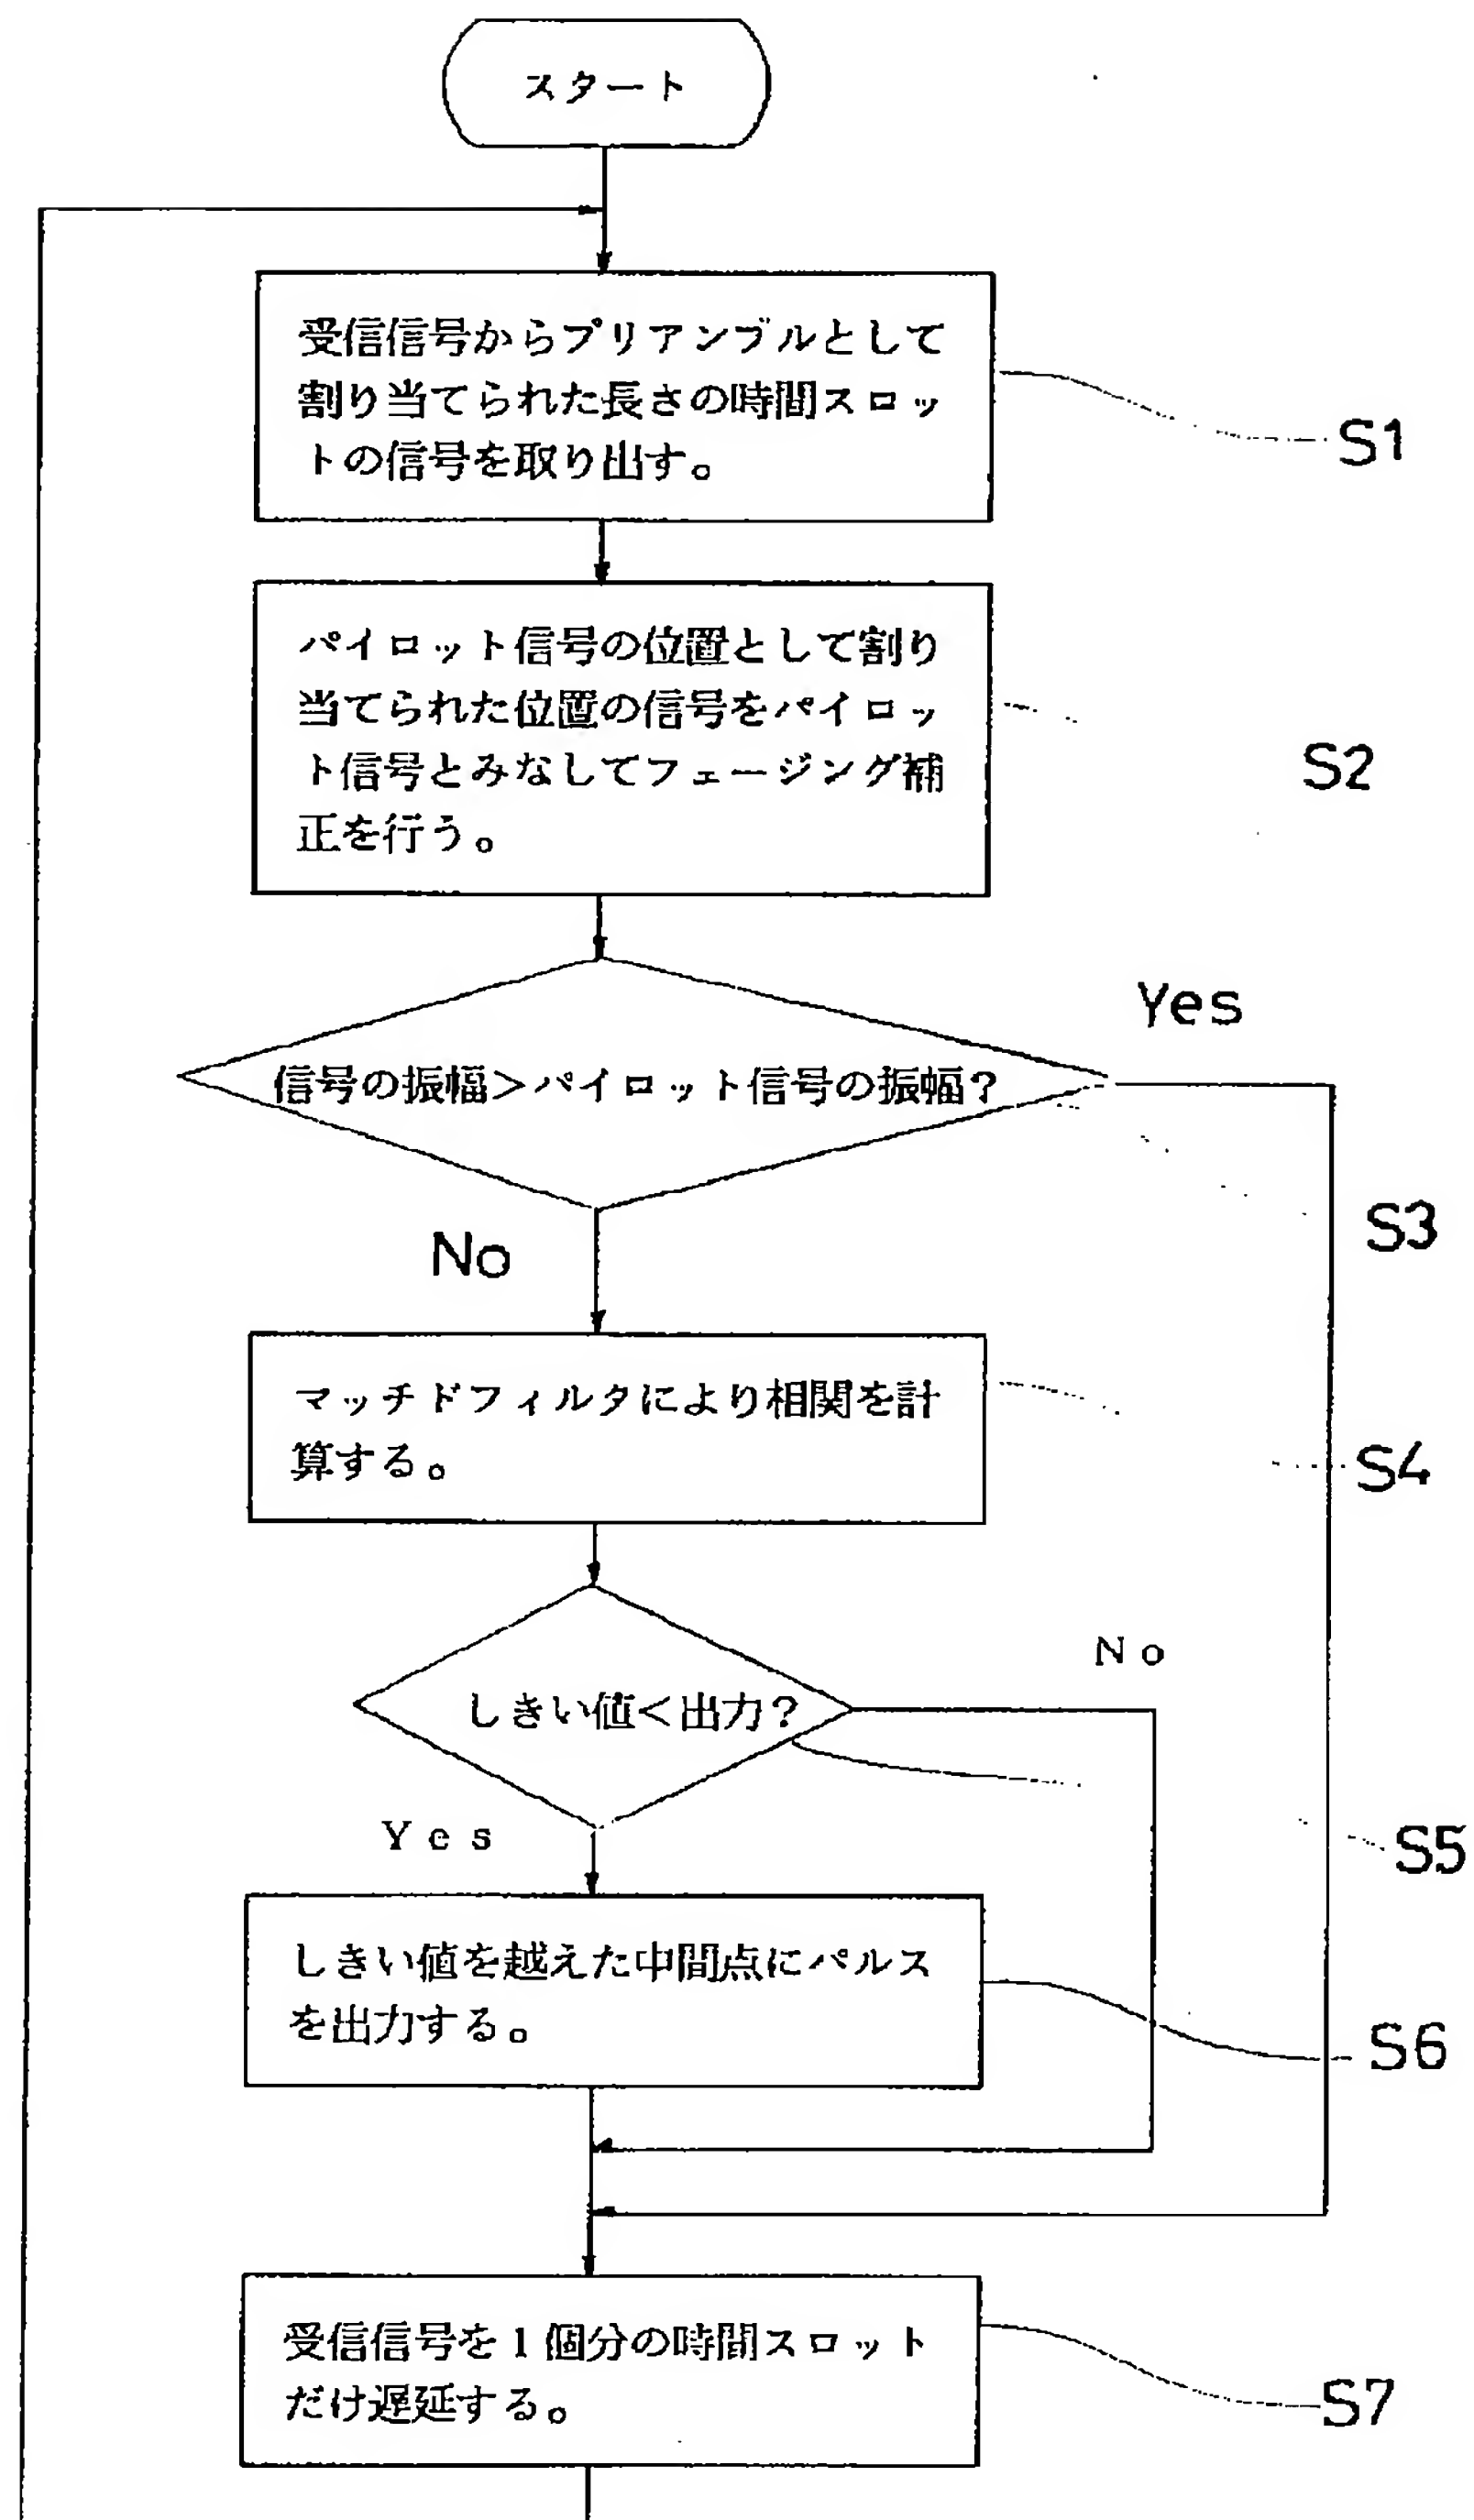 スタート
受信信号からプリアンブルとして
割り当てられた長さの時間スロッ
トの信号を取り出す。
S1
パイロット信号の位置として割り
当てられた位置の信号をパイロッ
ト信号とみなしてフェージング補
正を行う。
S2
Yes
信号の振幅>パイロット信号の振幅?
S3
No
マッチドフィルタにより相関を計
算する。
S4
No
しきい値<出力?
S5
Yes
しきい値を越えた中間点にパルス
を出力する。
S6
受信信号を1個分の時間スロット
だけ遅延する。
S7